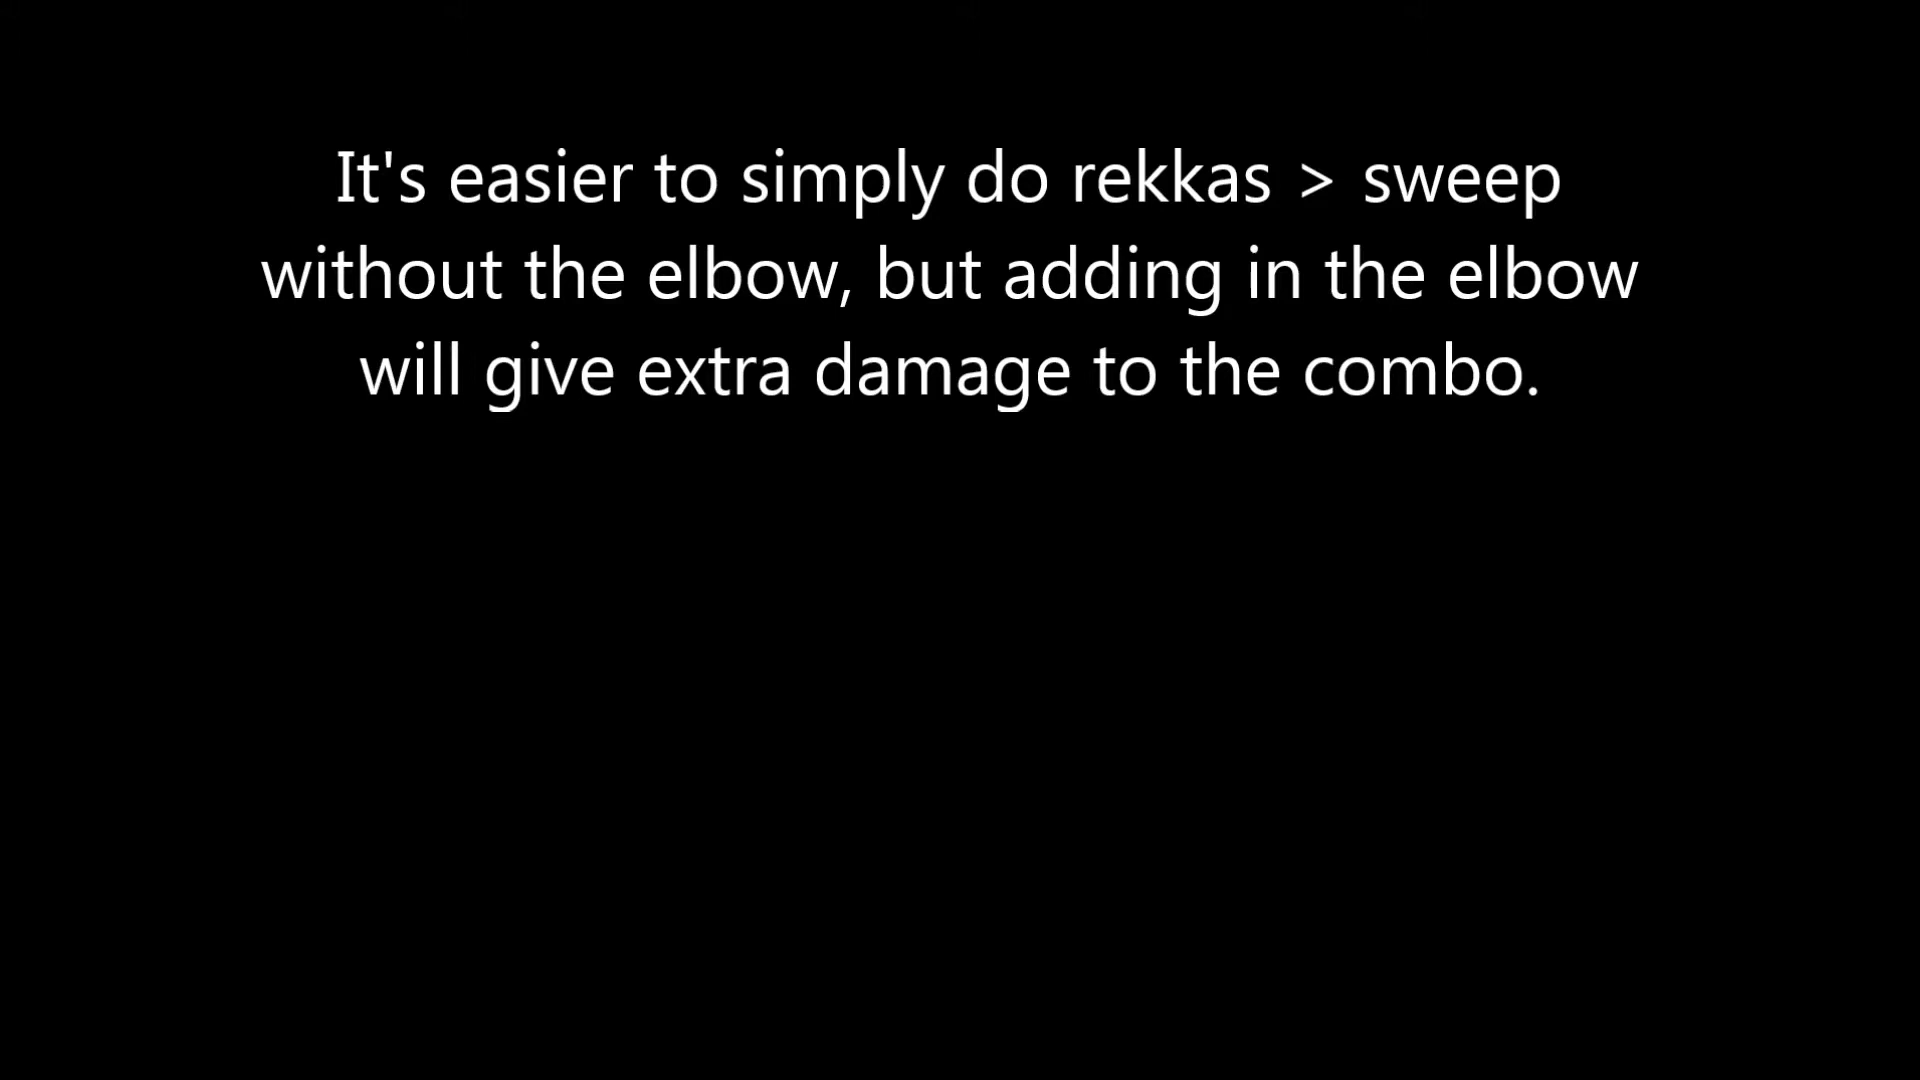 It's easier to simply do rekkas > sweep
without the elbow, but adding in the elbow
will give extra damage to the combo.